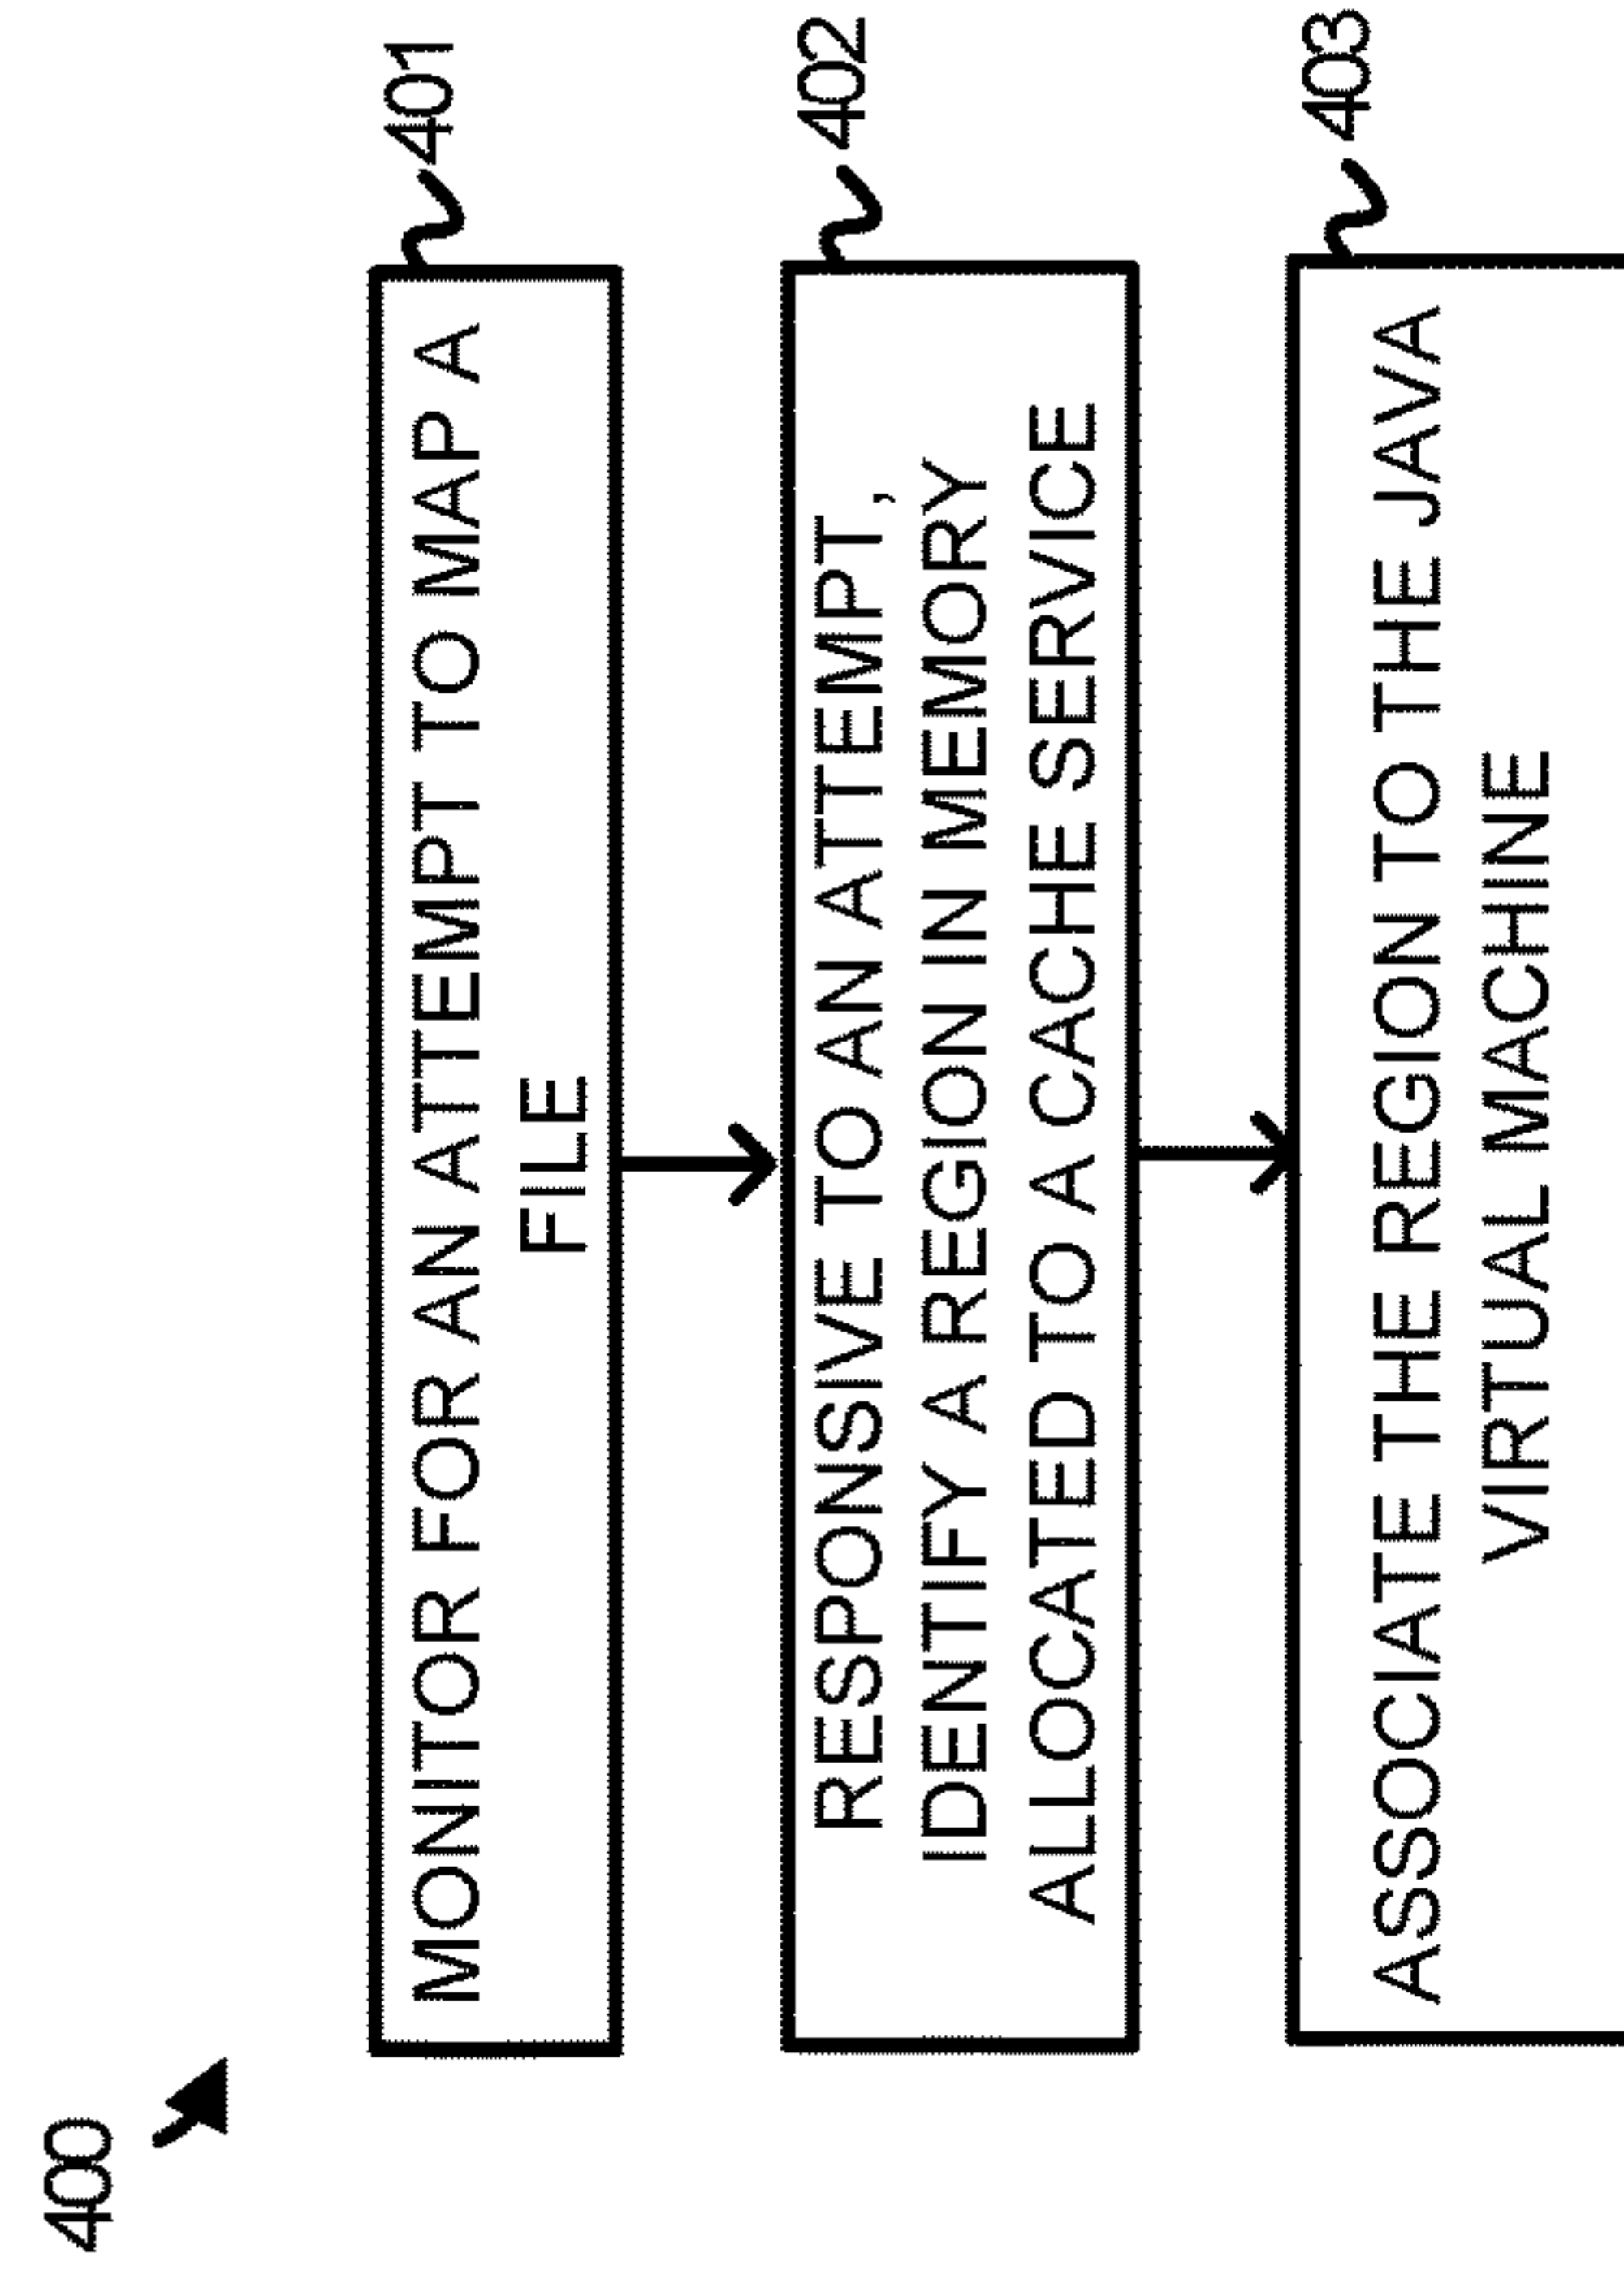 400
MONITOR FOR AN ATTEMPT TO MAP A
FILE
401
RESPONSIVE TO AN ATTEMPT,
IDENTIFY A REGION IN MEMORY
ALLOCATED TO A CACHE SERVICE
402
ASSOCIATE THE REGION TO THE JAVA
VIRTUAL MACHINE
403